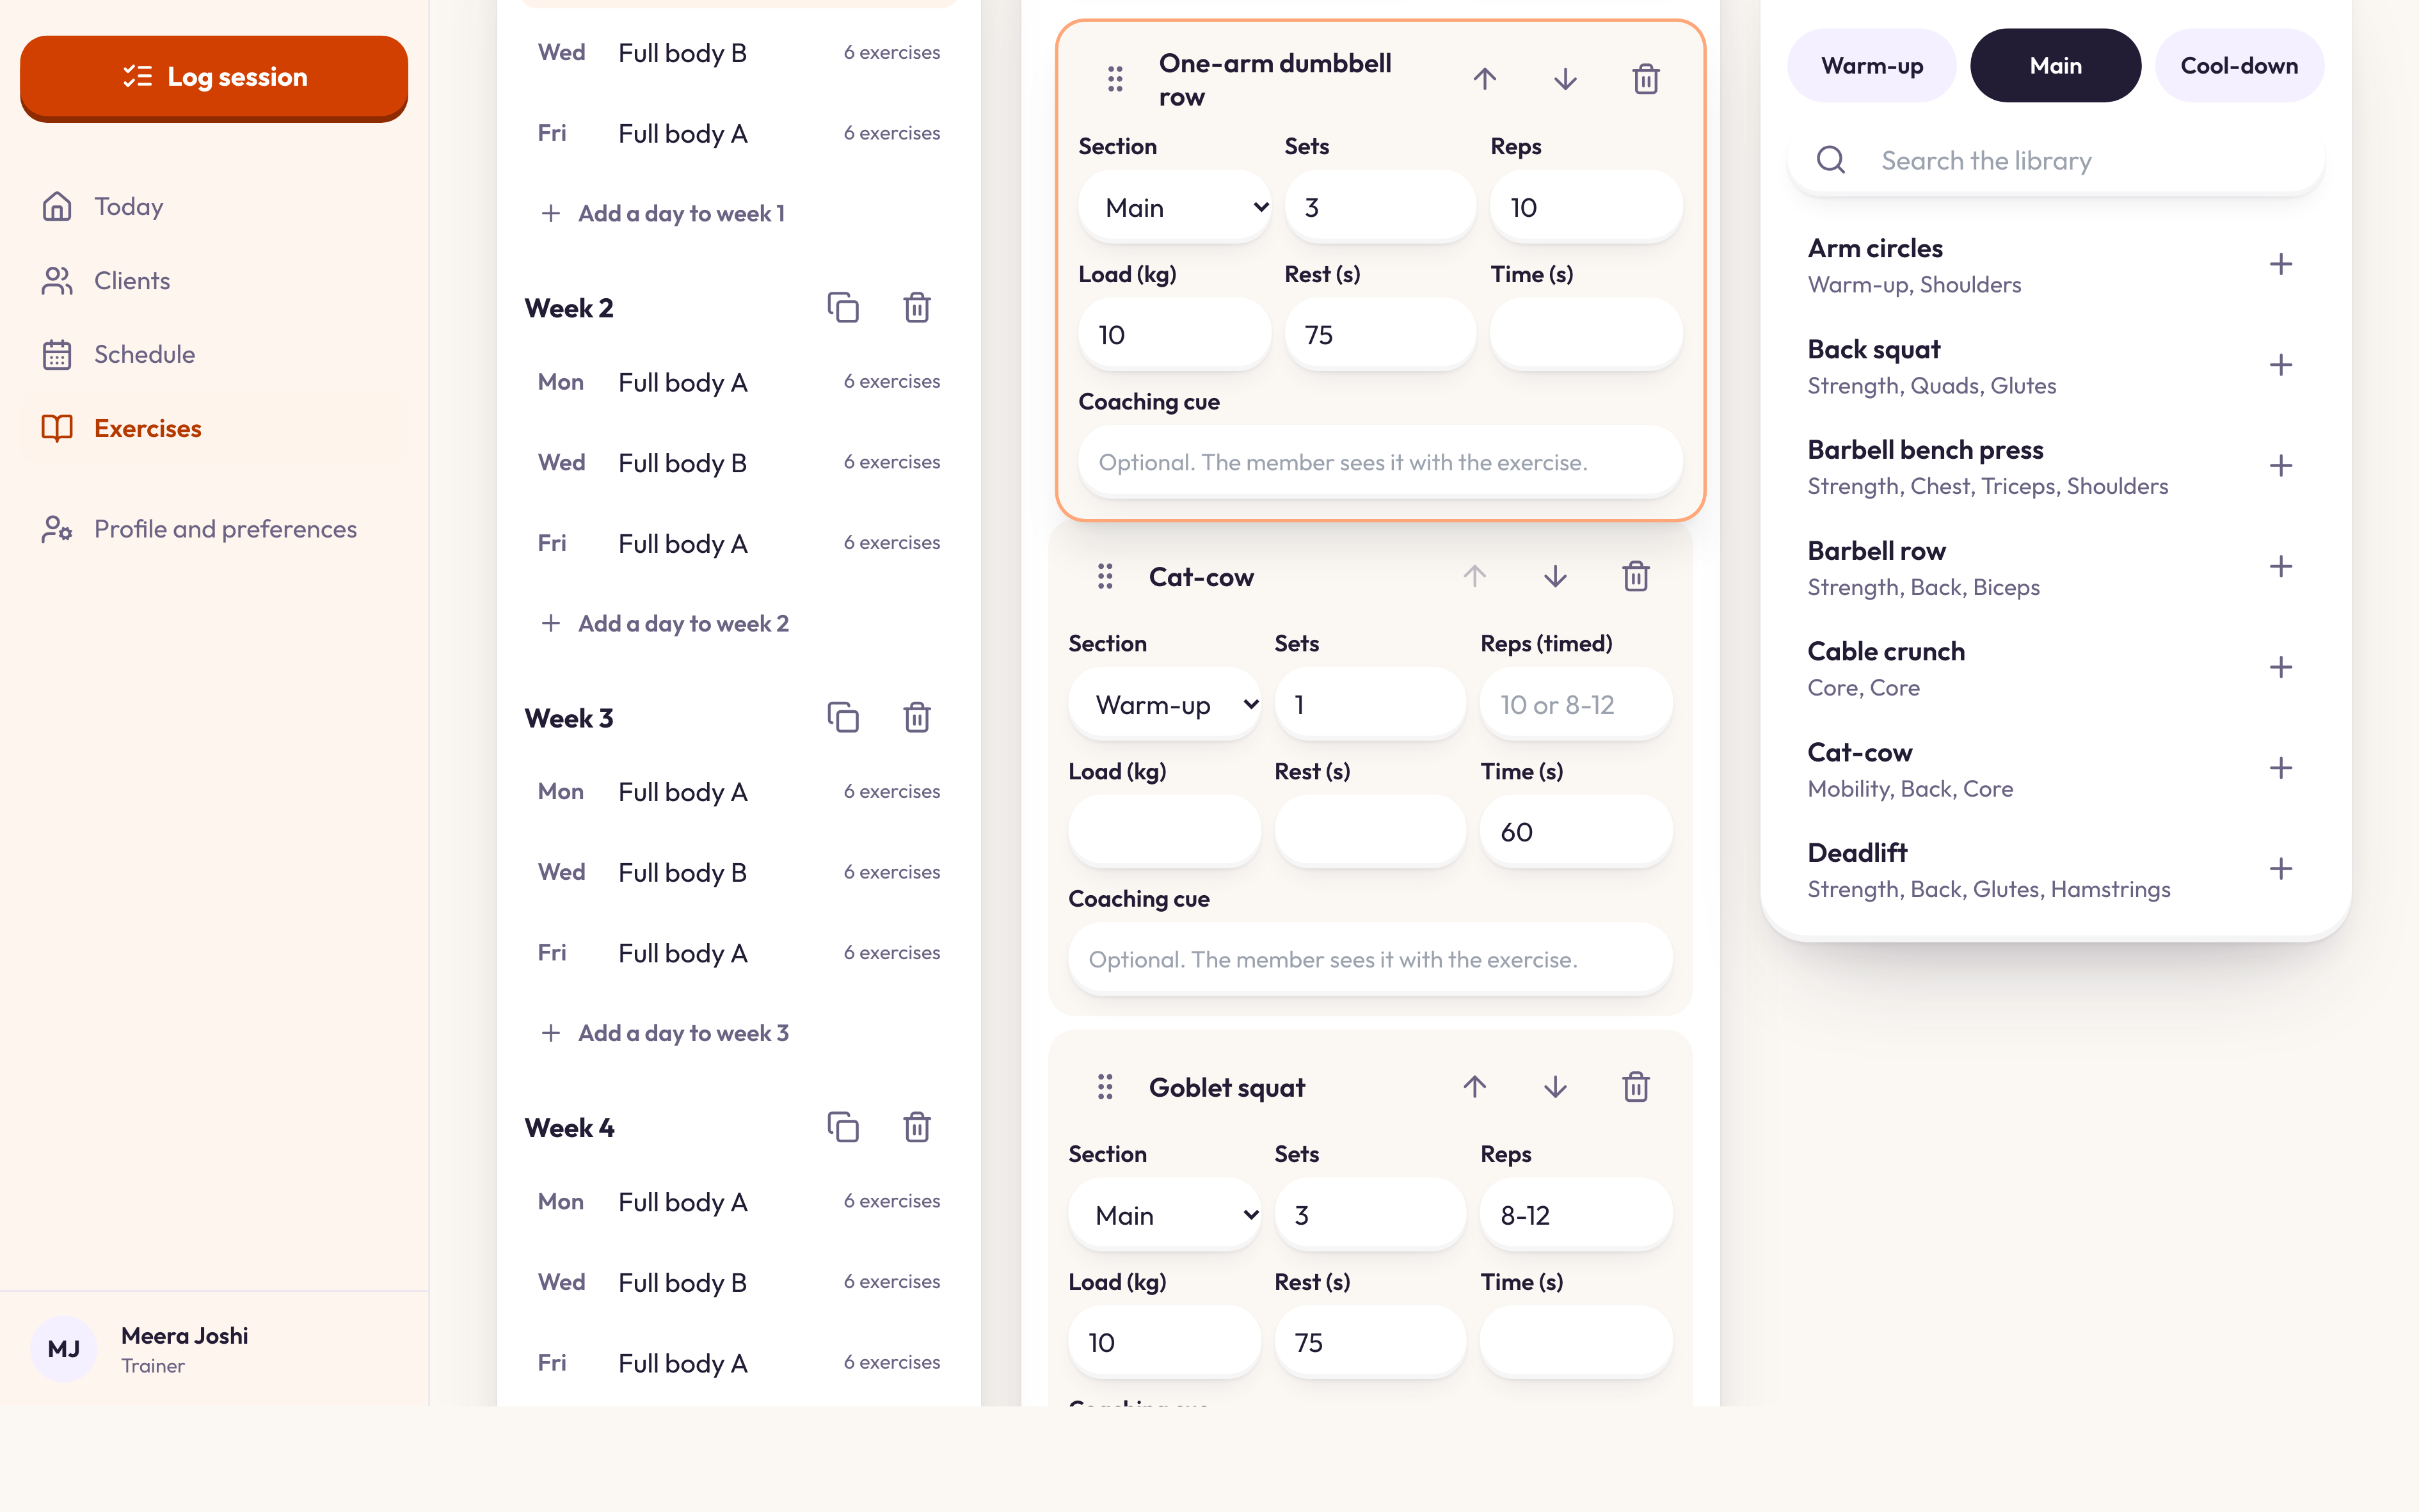 Log session
Today
Clients
Schedule
Exercises
Profile and preferences
MJ
Meera Joshi
Trainer
Wed Full body B 6 exercises
Fri Full body A 6 exercises
Add a day to week 1
Week 2
Mon Full body A 6 exercises
Wed Full body B 6 exercises
Fri Full body A 6 exercises
Add a day to week 2
Week 3
Mon Full body A 6 exercises
Wed Full body B 6 exercises
Fri Full body A 6 exercises
Add a day to week 3
Week 4
Mon Full body A 6 exercises
Wed Full body B 6 exercises
Fri Full body A 6 exercises
One-arm dumbbell
row
Section Sets Reps
Main 3 10
Load (kg) Rest (s) Time (s)
10 75
Coaching cue
Optional. The member sees it with the exercise.
Cat-cow
Section Sets Reps (timed)
Warm-up 1 10 or 8-12
Load (kg) Rest (s) Time (s)
60
Coaching cue
Optional. The member sees it with the exercise.
Goblet squat
Section Sets Reps
Main 3 8-12
Load (kg) Rest (s) Time (s)
10 75
Warm-up Main Cool-down
Search the library
Arm circles
Warm-up, Shoulders
Back squat
Strength, Quads, Glutes
Barbell bench press
Strength, Chest, Triceps, Shoulders
Barbell row
Strength, Back, Biceps
Cable crunch
Core, Core
Cat-cow
Mobility, Back, Core
Deadlift
Strength, Back, Glutes, Hamstrings